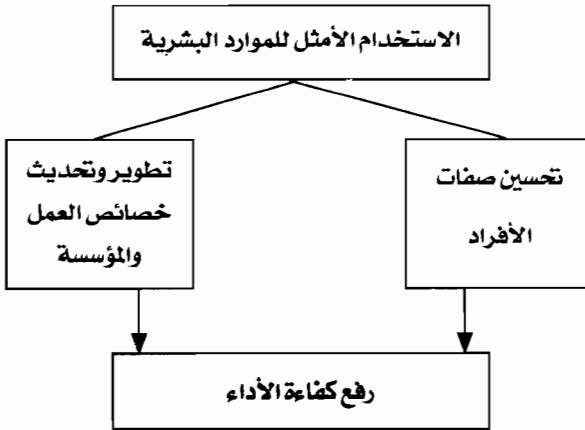 الاستخدام الأمثل للموارد البشرية
تحسين صفات
الأفراد
تطوير وتحديث
خصائص العمل
والمؤسسة
رفع كفاءة الأداء